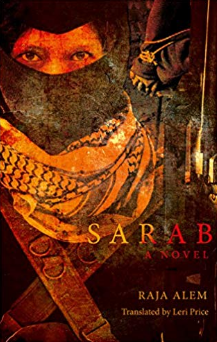 SARAB
A NOVEL
RAJA ALEM
Translated by Leri Price